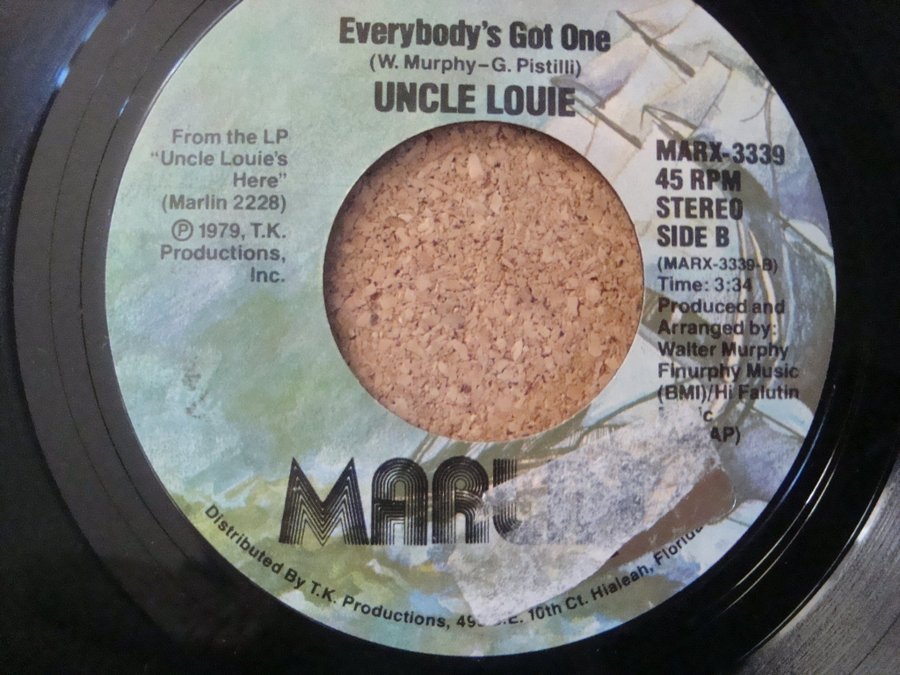 Everybody's Got One
(W. Murphy–G. Pistilli)
UNCLE LOUIE
From the LP
"Uncle Louie's
Here"
(Marlin 2228)
Ⓟ 1979, T.K.
Productions,
Inc.
MARX-3339
45 RPM
STEREO
SIDE B
(MARX-3339-B)
Time: 3:34
Produced and
Arranged by:
Walter Murphy
Finurphy Music
(BMI)/Hi Falutin
Distributed By T.K. Productions, 10th Ct. Hialeah, Florida